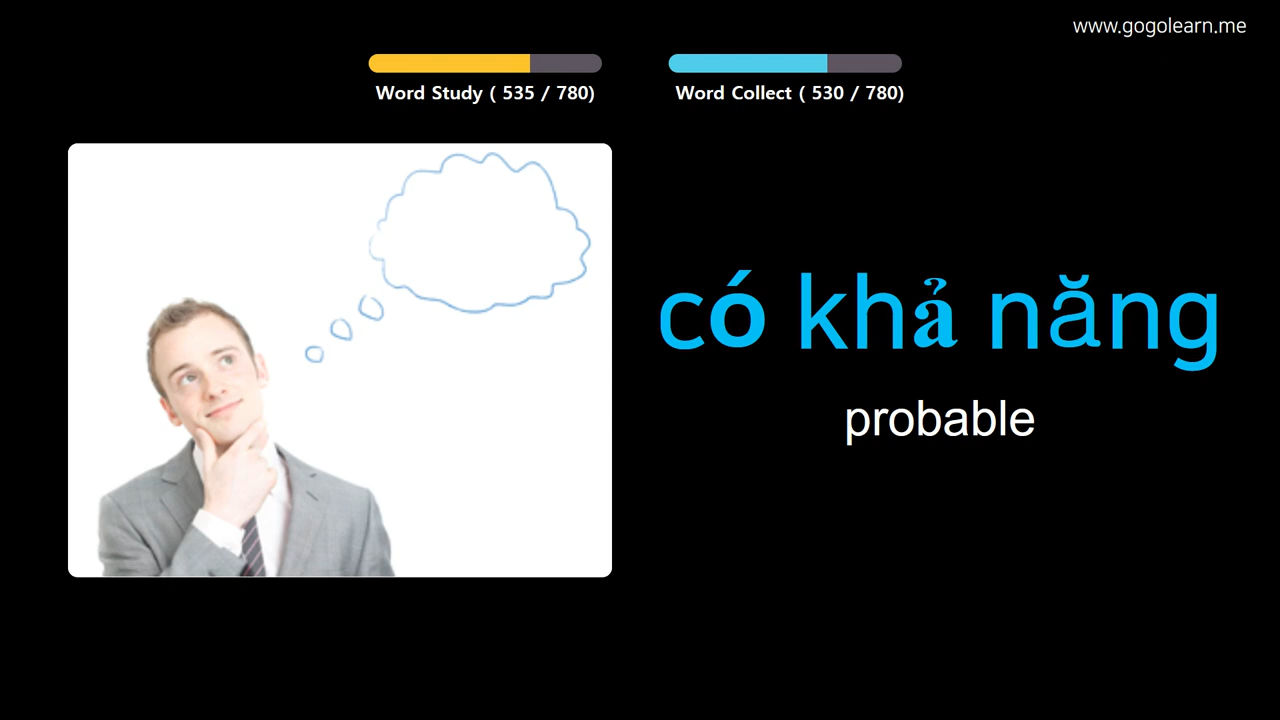 www.gogolearn.me
Word Study ( 535 / 780)
Word Collect ( 530 / 780)
có khả năng
probable